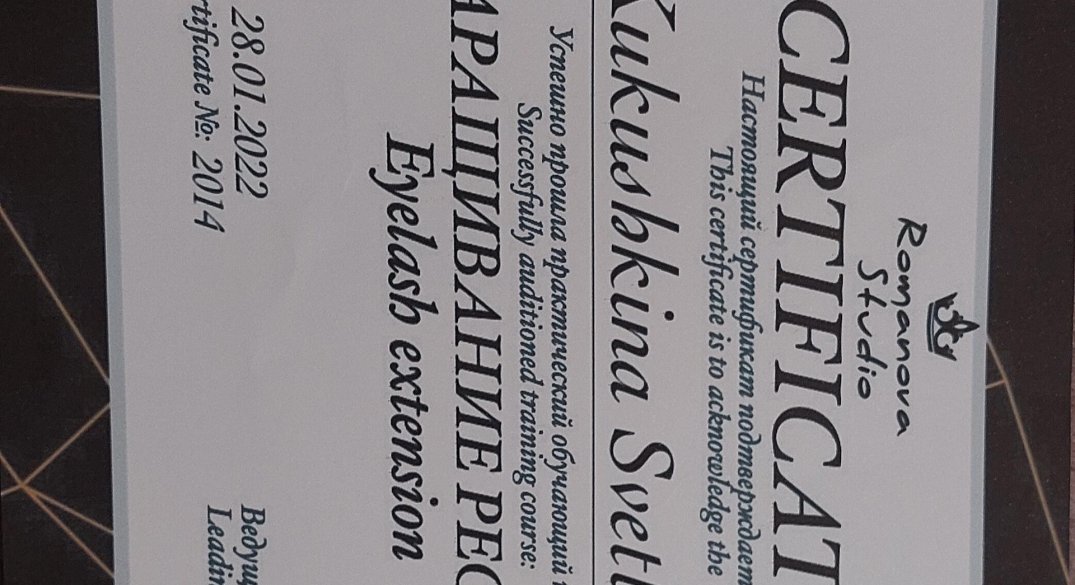 Romanova
Studio
CERTIFICAT
Настоящий сертификат подтверждает
This certificate is to acknowledge the
Kukushkina Svetl
Успешно прошла практический обучающий
Successfully auditioned training course:
АРАЩИВАНИЕ РЕС
Eyelash extension
28.01.2022
rtificate №: 2014
Ведущ
Leadin